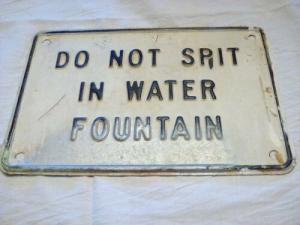 DO NOT SPIT
IN WATER
FOUNTAIN